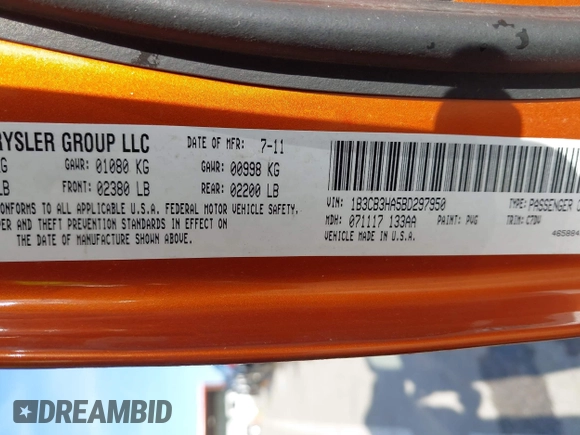 RYSLER GROUP LLC DATE OF MFR: 7-11
KG GAWR: 01080 KG GAWR: 00998 KG
LB FRONT: 02380 LB REAR: 02200 LB
CONFORMS TO ALL APPLICABLE U.S.A. FEDERAL MOTOR VEHICLE SAFETY,
ER AND THEFT PREVENTION STANDARDS IN EFFECT ON
THE DATE OF MANUFACTURE SHOWN ABOVE.
VIN: 1B3CB3HA5BD297950 TYPE: PASSENGER C
MDH: 071117 133AA PAINT: PVG TRIM: C7DV
VEHICLE MADE IN U.S.A. 465884
DREAMBID